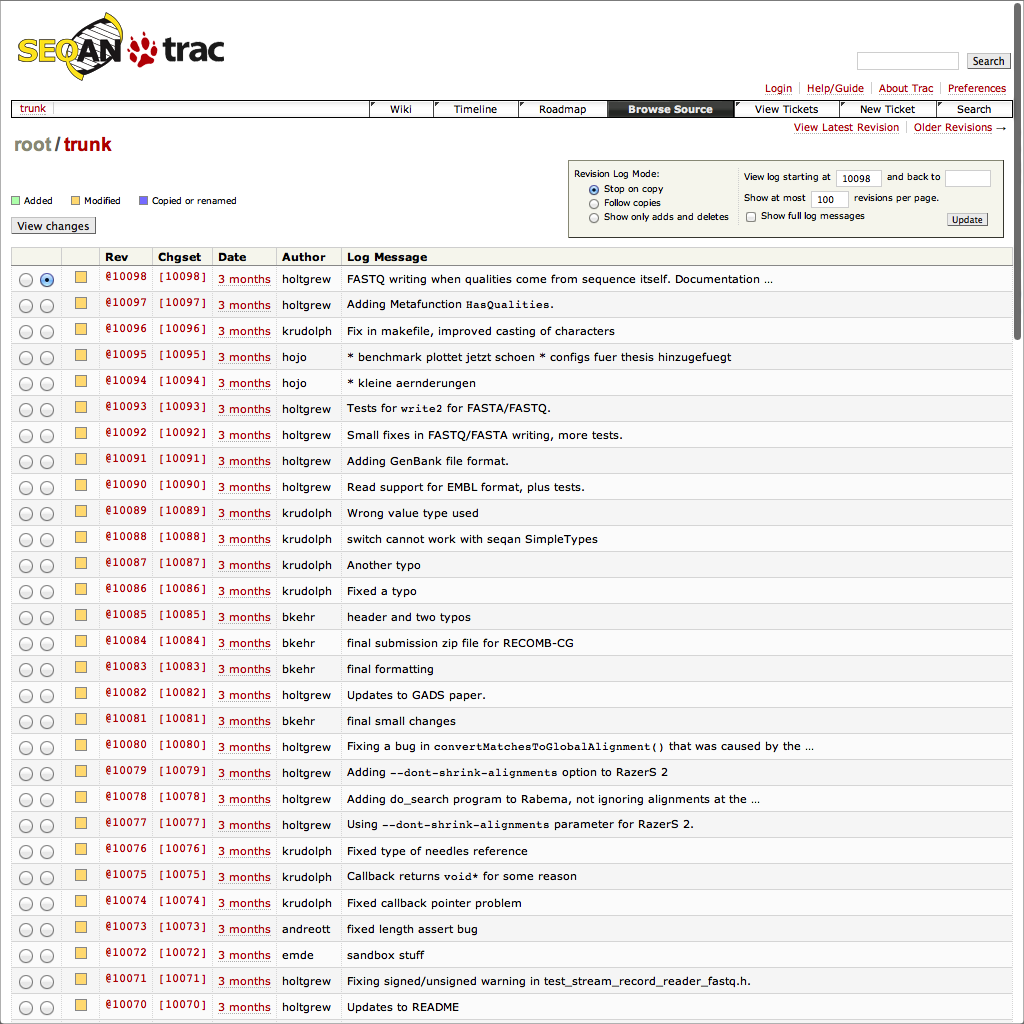 SEQAN trac
Search
Login Help/Guide About Trac Preferences
trunk Wiki Timeline Roadmap Browse Source View Tickets New Ticket Search
View Latest Revision Older Revisions →
root/trunk
Revision Log Mode:
Stop on copy
Follow copies
Show only adds and deletes
View log starting at 10098 and back to
Show at most 100 revisions per page.
Show full log messages
Update
Added Modified Copied or renamed
View changes
Rev Chgset Date Author Log Message
@10098 [10098] 3 months holtgrew FASTQ writing when qualities come from sequence itself. Documentation …
@10097 [10097] 3 months holtgrew Adding Metafunction HasQualities.
@10096 [10096] 3 months krudolph Fix in makefile, improved casting of characters
@10095 [10095] 3 months hojo * benchmark plottet jetzt schoen * configs fuer thesis hinzugefuegt
@10094 [10094] 3 months hojo * kleine aernderungen
@10093 [10093] 3 months holtgrew Tests for write2 for FASTA/FASTQ.
@10092 [10092] 3 months holtgrew Small fixes in FASTQ/FASTA writing, more tests.
@10091 [10091] 3 months holtgrew Adding GenBank file format.
@10090 [10090] 3 months holtgrew Read support for EMBL format, plus tests.
@10089 [10089] 3 months krudolph Wrong value type used
@10088 [10088] 3 months krudolph switch cannot work with seqan SimpleTypes
@10087 [10087] 3 months krudolph Another typo
@10086 [10086] 3 months krudolph Fixed a typo
@10085 [10085] 3 months bkehr header and two typos
@10084 [10084] 3 months bkehr final submission zip file for RECOMB-CG
@10083 [10083] 3 months bkehr final formatting
@10082 [10082] 3 months holtgrew Updates to GADS paper.
@10081 [10081] 3 months bkehr final small changes
@10080 [10080] 3 months holtgrew Fixing a bug in convertMatchesToGlobalAlignment() that was caused by the …
@10079 [10079] 3 months holtgrew Adding --dont-shrink-alignments option to RazerS 2
@10078 [10078] 3 months holtgrew Adding do_search program to Rabema, not ignoring alignments at the …
@10077 [10077] 3 months holtgrew Using --dont-shrink-alignments parameter for RazerS 2.
@10076 [10076] 3 months krudolph Fixed type of needles reference
@10075 [10075] 3 months krudolph Callback returns void* for some reason
@10074 [10074] 3 months krudolph Fixed callback pointer problem
@10073 [10073] 3 months andreott fixed length assert bug
@10072 [10072] 3 months emde sandbox stuff
@10071 [10071] 3 months holtgrew Fixing signed/unsigned warning in test_stream_record_reader_fastq.h.
@10070 [10070] 3 months holtgrew Updates to README